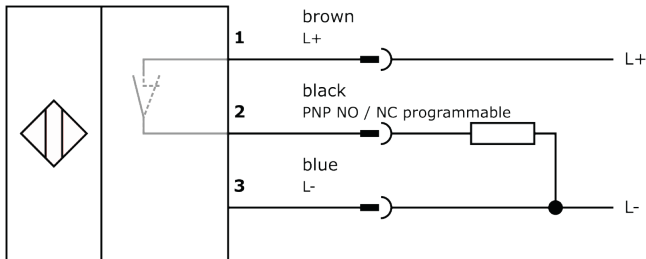 brown
1
L+
L+
black
2
PNP NO / NC programmable
blue
3
L-
L-